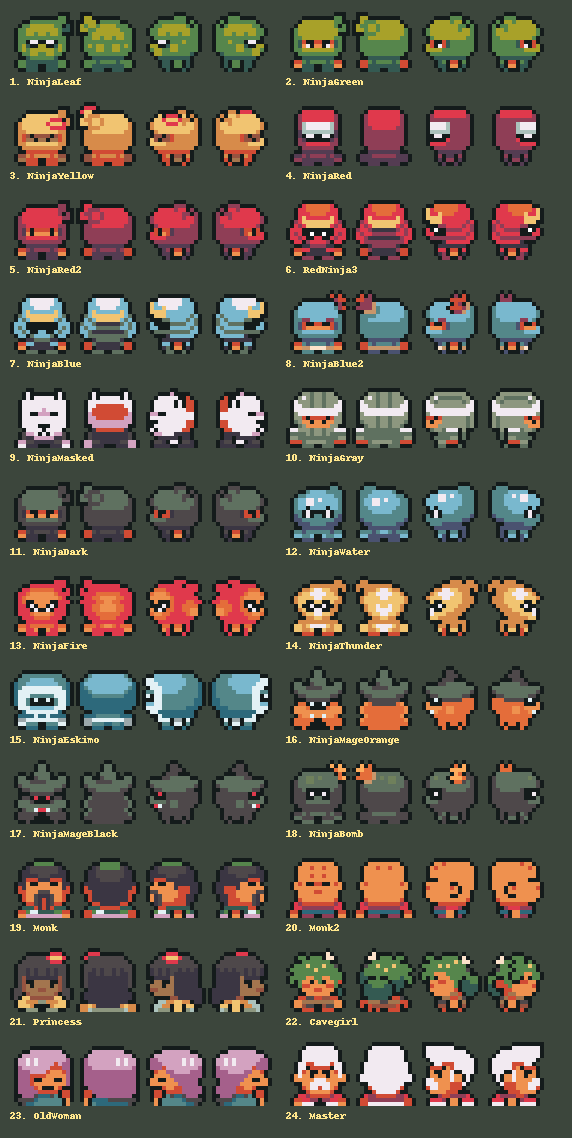 1. NinjaLeaf
2. NinjaGreen
3. NinjaYellow
4. NinjaRed
5. NinjaRed2
6. RedNinja3
7. NinjaBlue
8. NinjaBlue2
9. NinjaMasked
10. NinjaGray
11. NinjaDark
12. NinjaWater
13. NinjaFire
14. NinjaThunder
15. NinjaEskimo
16. NinjaMageOrange
17. NinjaMageBlack
18. NinjaBomb
19. Monk
20. Monk2
21. Princess
22. Cavegirl
23. OldWoman
24. Master